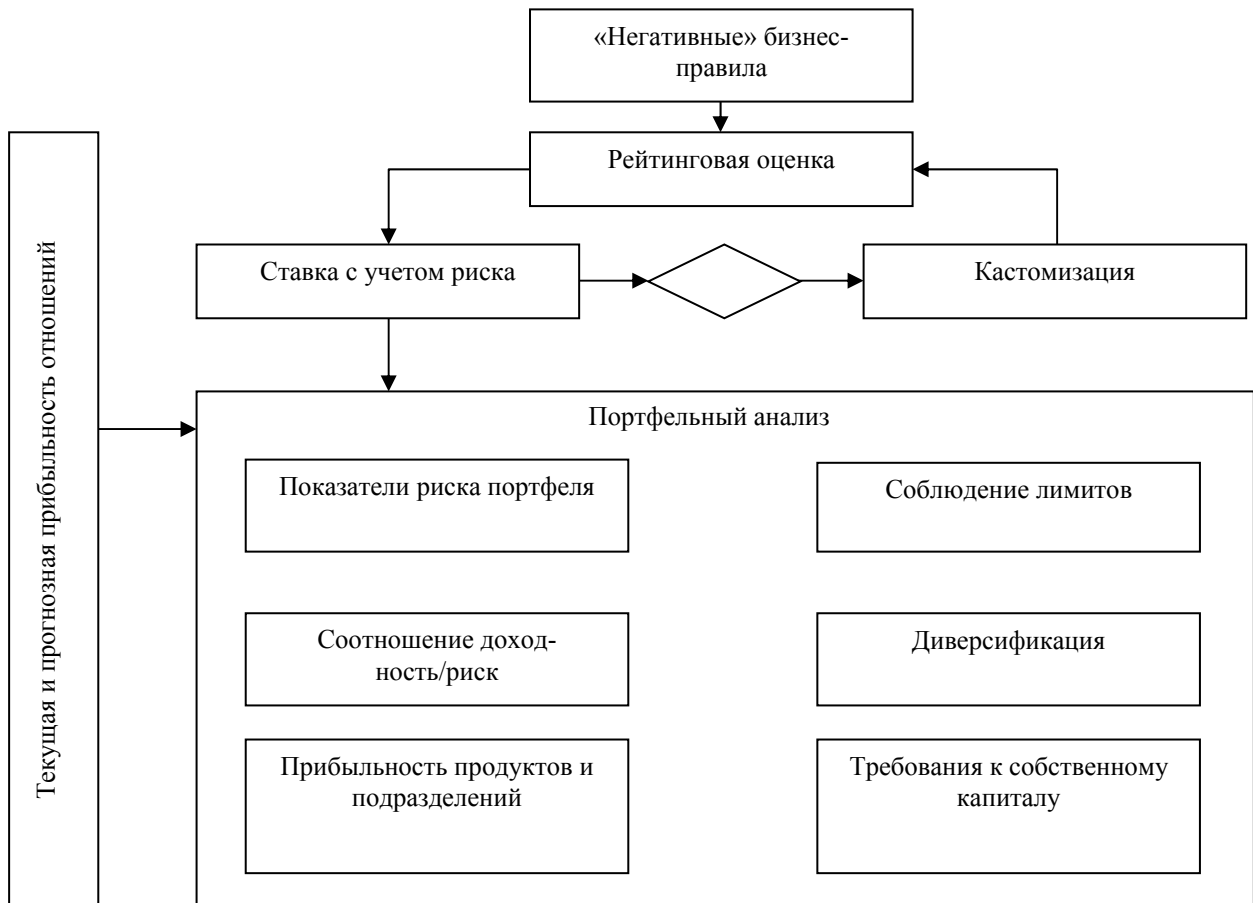 «Негативные» бизнес-
правила
Рейтинговая оценка
Ставка с учетом риска
Кастомизация
Текущая и прогнозная прибыльность отношений
Портфельный анализ
Показатели риска портфеля
Соблюдение лимитов
Соотношение доход-
ность/риск
Диверсификация
Прибыльность продуктов и
подразделений
Требования к собственному
капиталу